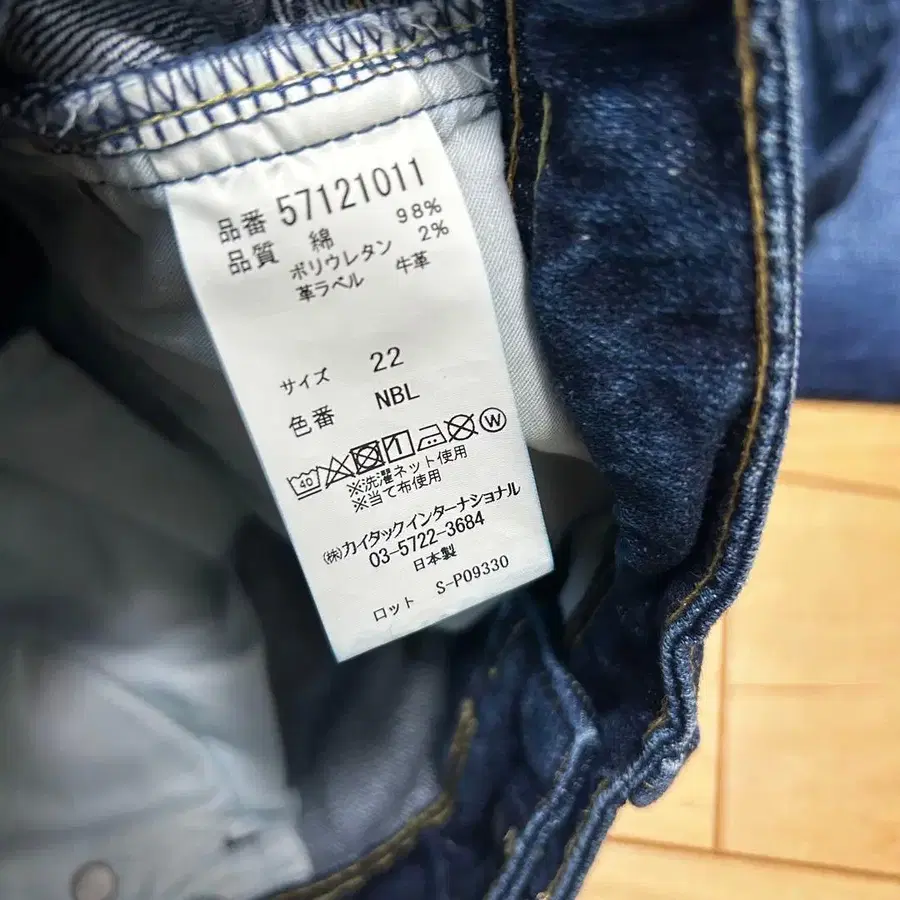 品番 57121011
品質 綿 98%
ポリウレタン 2%
革ラベル 牛革
サイズ 22
色番 NBL
40 W
※洗濯ネット使用
※当て布使用
(株)カイタックインターナショナル
03-5722-3684
日本製
ロット S-P09330